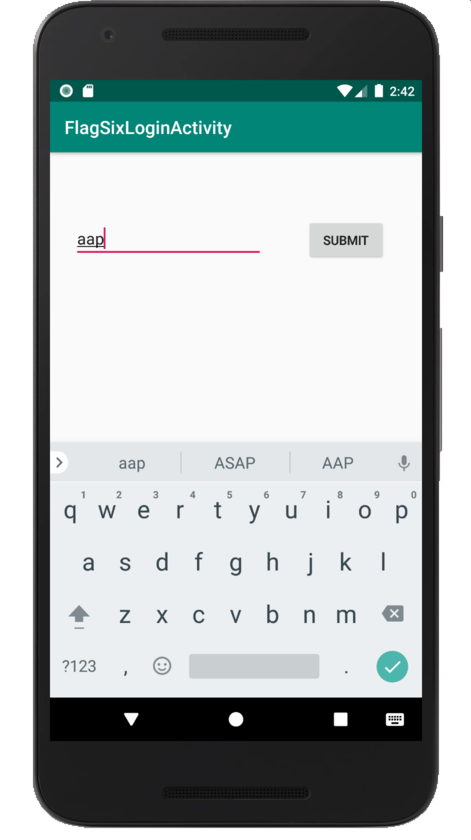 2:42
FlagSixLoginActivity
aap SUBMIT
aap ASAP AAP
1 2 3 4 5 6 7 8 9 0
q w e r t y u i o p
a s d f g h j k l
z x c v b n m
?123 , .